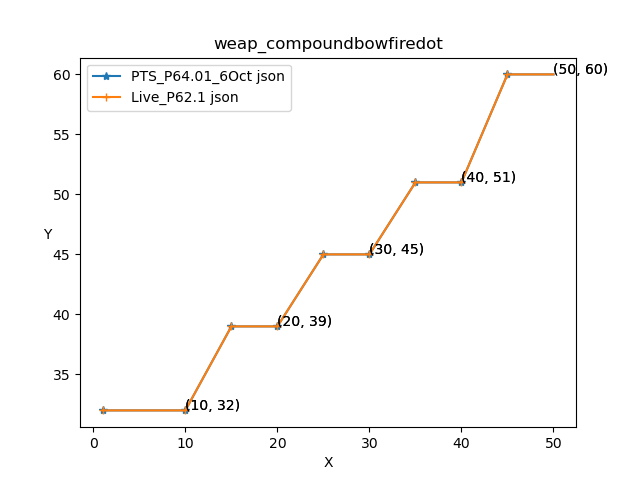 weap_compoundbowfiredot
PTS_P64.01_6Oct json
Live_P62.1 json
60
55
50
45
40
35
Y
(50, 60)
(40, 51)
(30, 45)
(20, 39)
(10, 32)
0 10 20 30 40 50
X